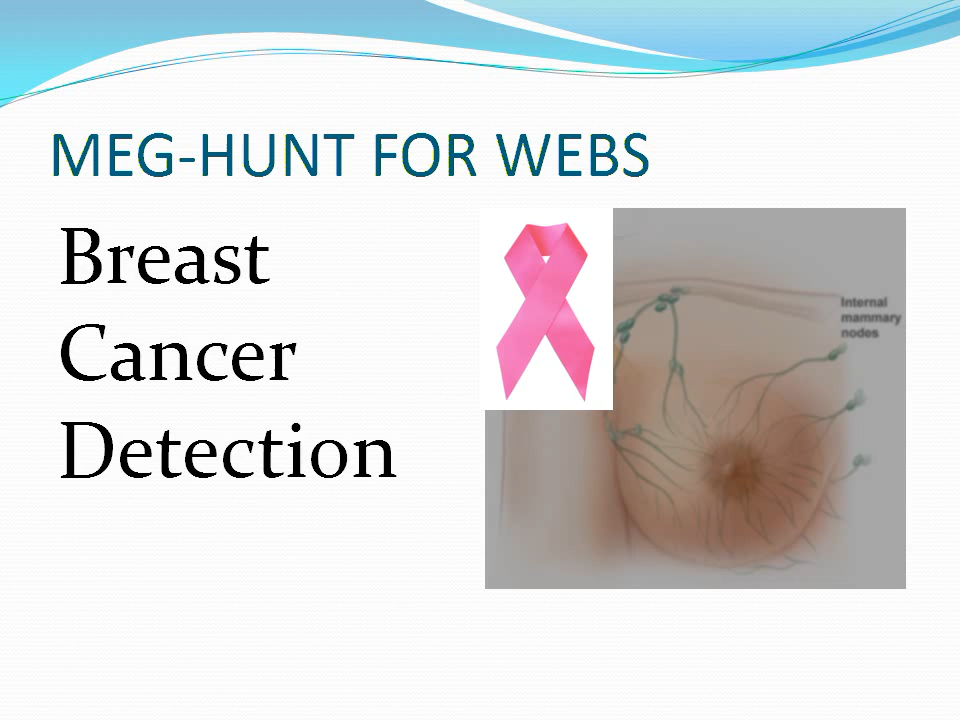 MEG-HUNT FOR WEBS
Breast
Cancer
Detection
Internal
mammary
nodes